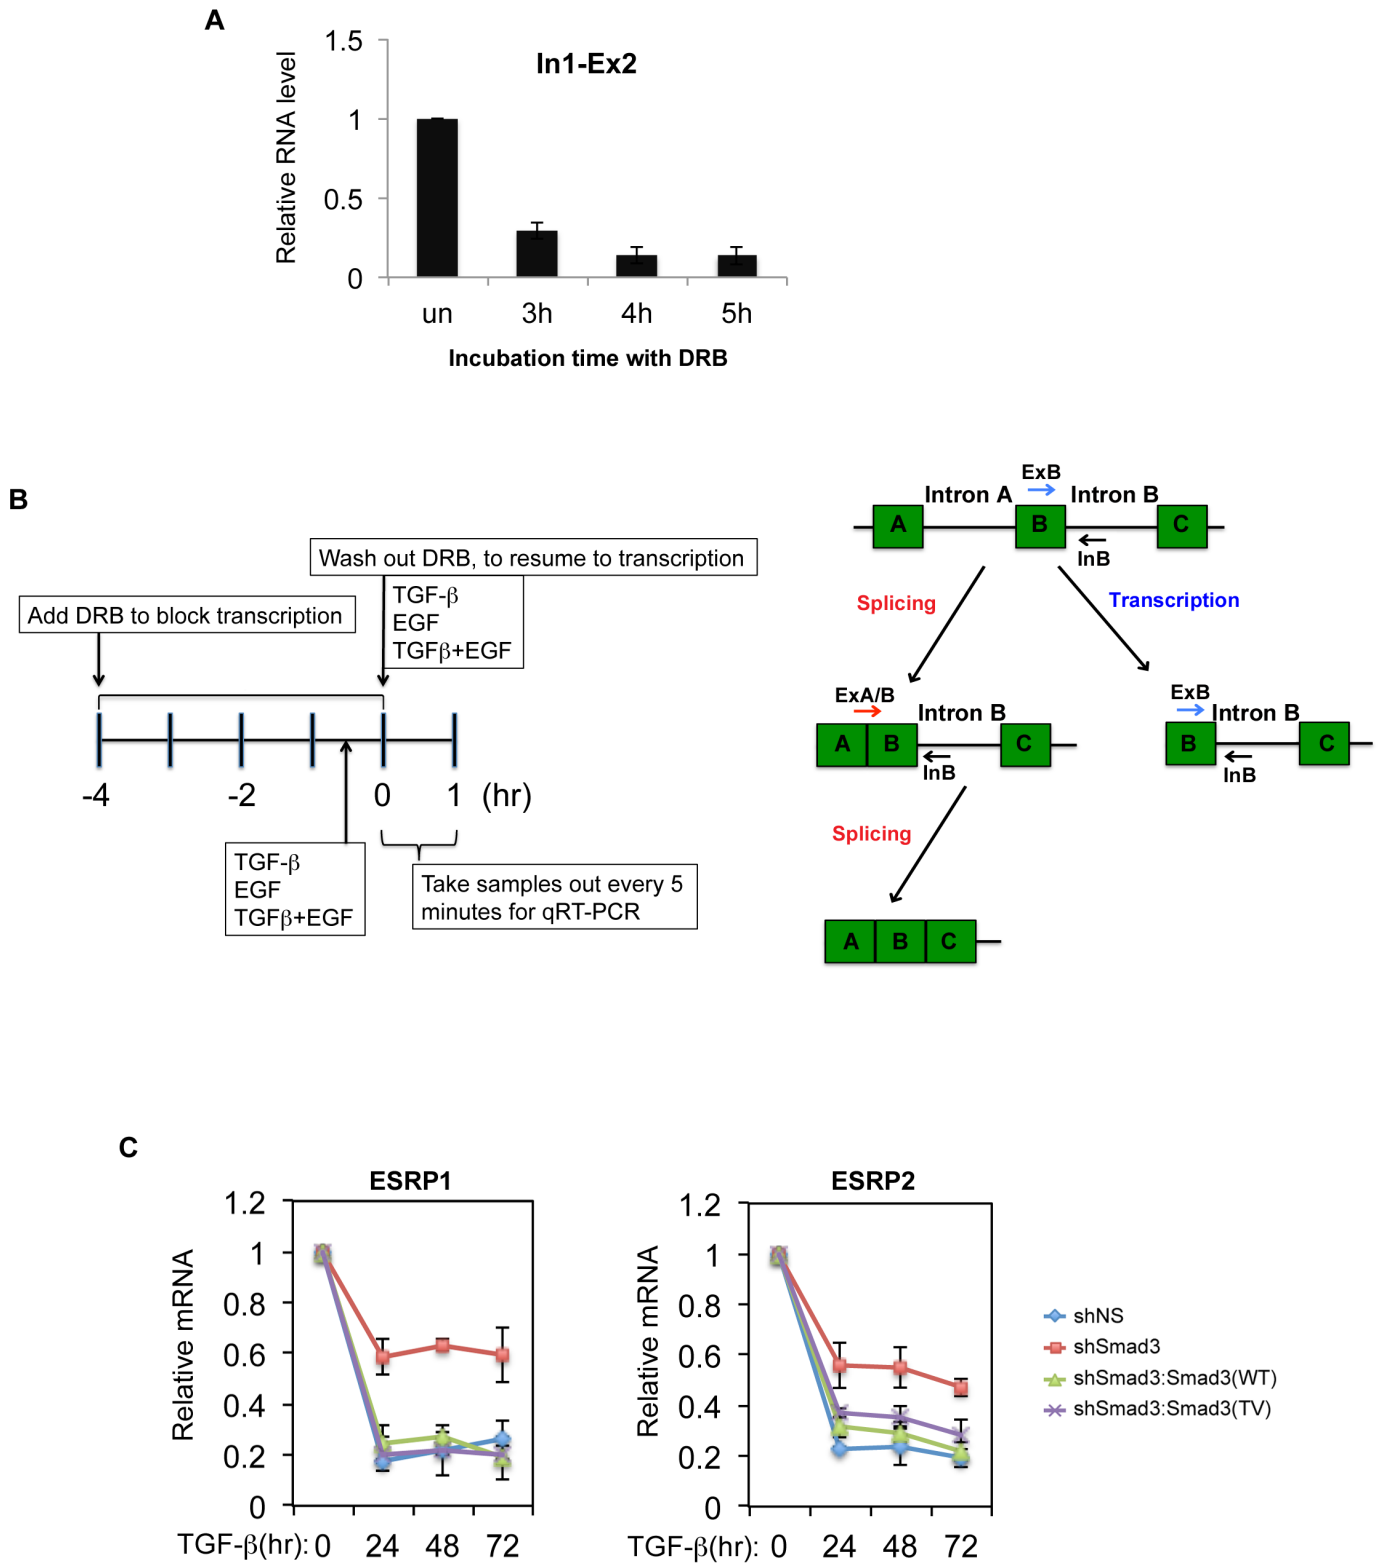 A
In1-Ex2
Relative RNA level
1.5
1
0.5
0
un 3h 4h 5h
Incubation time with DRB
B
Add DRB to block transcription
Wash out DRB, to resume to transcription
TGF-β
EGF
TGFβ+EGF
-4 -2 0 1 (hr)
TGF-β
EGF
TGFβ+EGF
Take samples out every 5
minutes for qRT-PCR
ExB
Intron A Intron B
A B C
InB
Splicing Transcription
ExA/B
Intron B
A B C
InB
ExB
Intron B
B C
InB
Splicing
A B C
C
ESRP1
Relative mRNA
1.2
1
0.8
0.6
0.4
0.2
0
TGF-β(hr): 0 24 48 72
ESRP2
Relative mRNA
1.2
1
0.8
0.6
0.4
0.2
0
TGF-β(hr): 0 24 48 72
shNS
shSmad3
shSmad3:Smad3(WT)
shSmad3:Smad3(TV)